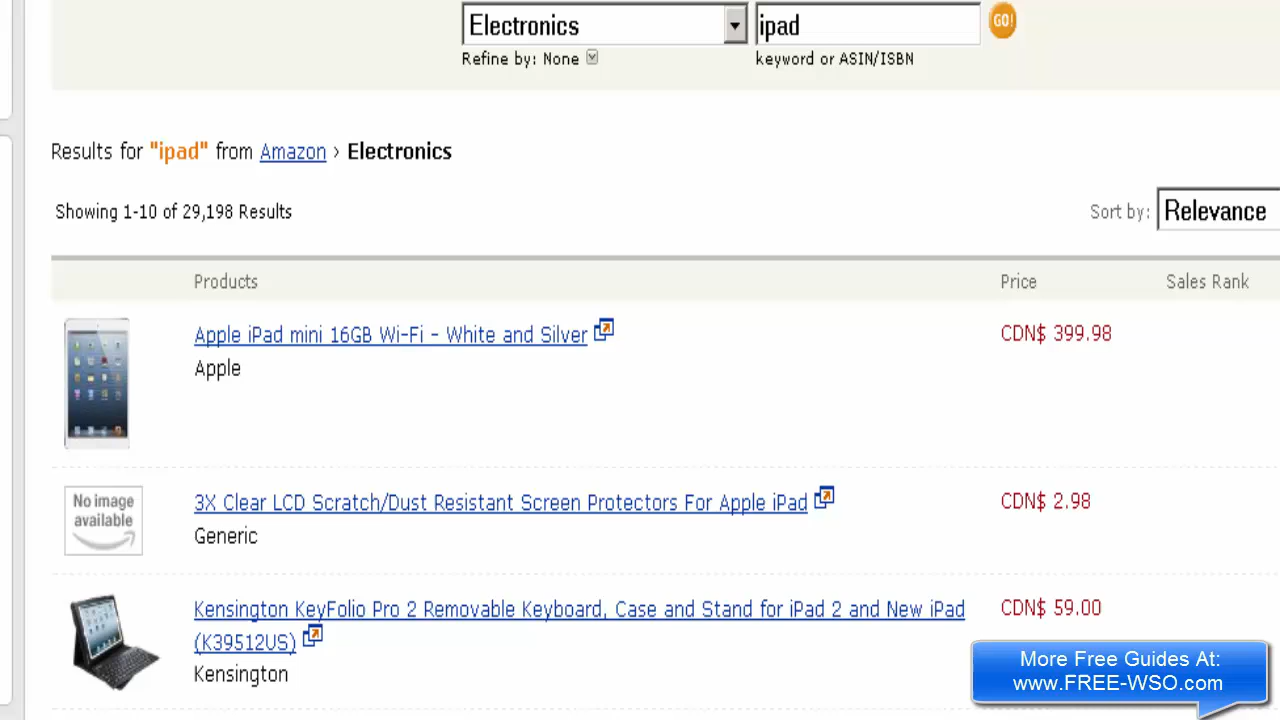 Electronics ipad GO!
Refine by: None keyword or ASIN/ISBN
Results for "ipad" from Amazon › Electronics
Showing 1-10 of 29,198 Results Sort by: Relevance
Products Price Sales Rank
Apple iPad mini 16GB Wi-Fi - White and Silver CDN$ 399.98
Apple
No image
available
3X Clear LCD Scratch/Dust Resistant Screen Protectors For Apple iPad CDN$ 2.98
Generic
Kensington KeyFolio Pro 2 Removable Keyboard, Case and Stand for iPad 2 and New iPad CDN$ 59.00
(K39512US)
Kensington
More Free Guides At:
www.FREE-WSO.com